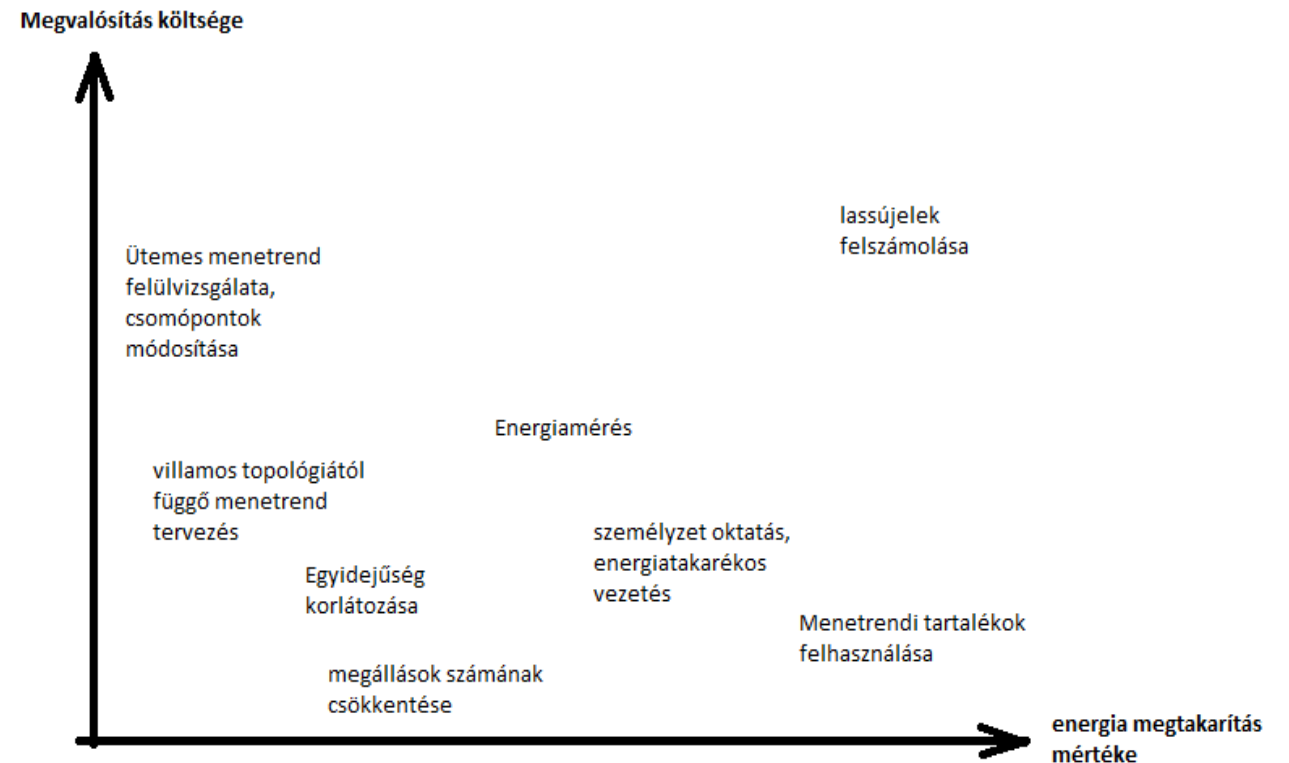 Megvalósítás költsége
lassújelek
felszámolása
Ütemes menetrend
felülvizsgálata,
csomópontok
módosítása
Energiamérés
villamos topológiától
függő menetrend
tervezés
személyzet oktatás,
energiatakarékos
vezetés
Egyidejűség
korlátozása
Menetrendi tartalékok
felhasználása
megállások számának
csökkentése
energia megtakarítás
mértéke